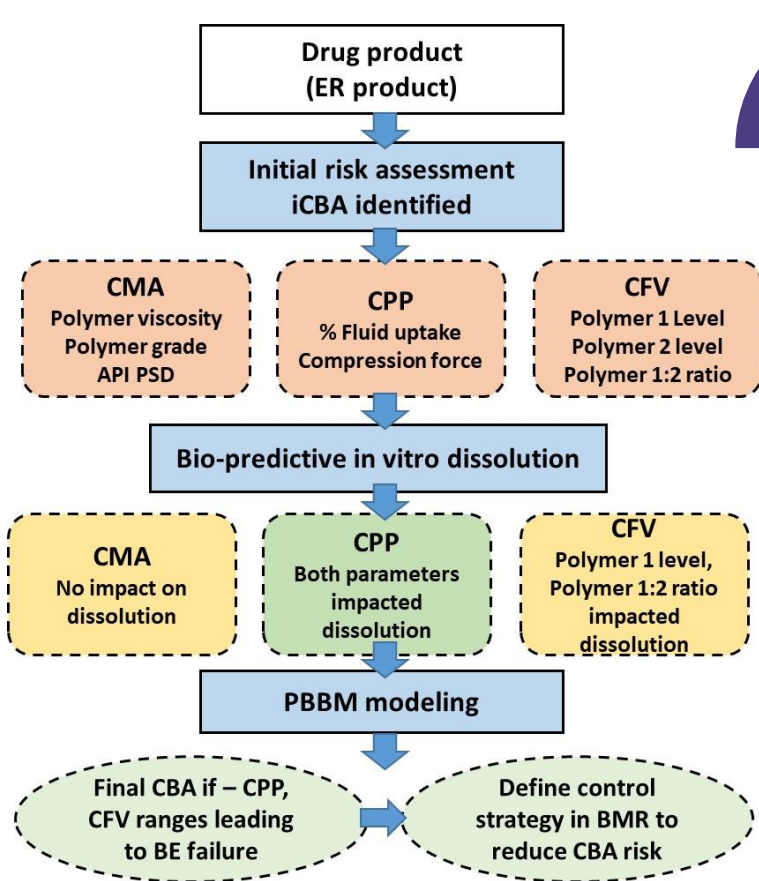 Drug product
(ER product)
Initial risk assessment
iCBA identified
CMA
Polymer viscosity
Polymer grade
API PSD
CPP
% Fluid uptake
Compression force
CFV
Polymer 1 Level
Polymer 2 level
Polymer 1:2 ratio
Bio-predictive in vitro dissolution
CMA
No impact on
dissolution
CPP
Both parameters
impacted
dissolution
CFV
Polymer 1 level,
Polymer 1:2 ratio
impacted
dissolution
PBBM modeling
Final CBA if – CPP,
CFV ranges leading
to BE failure
Define control
strategy in BMR to
reduce CBA risk